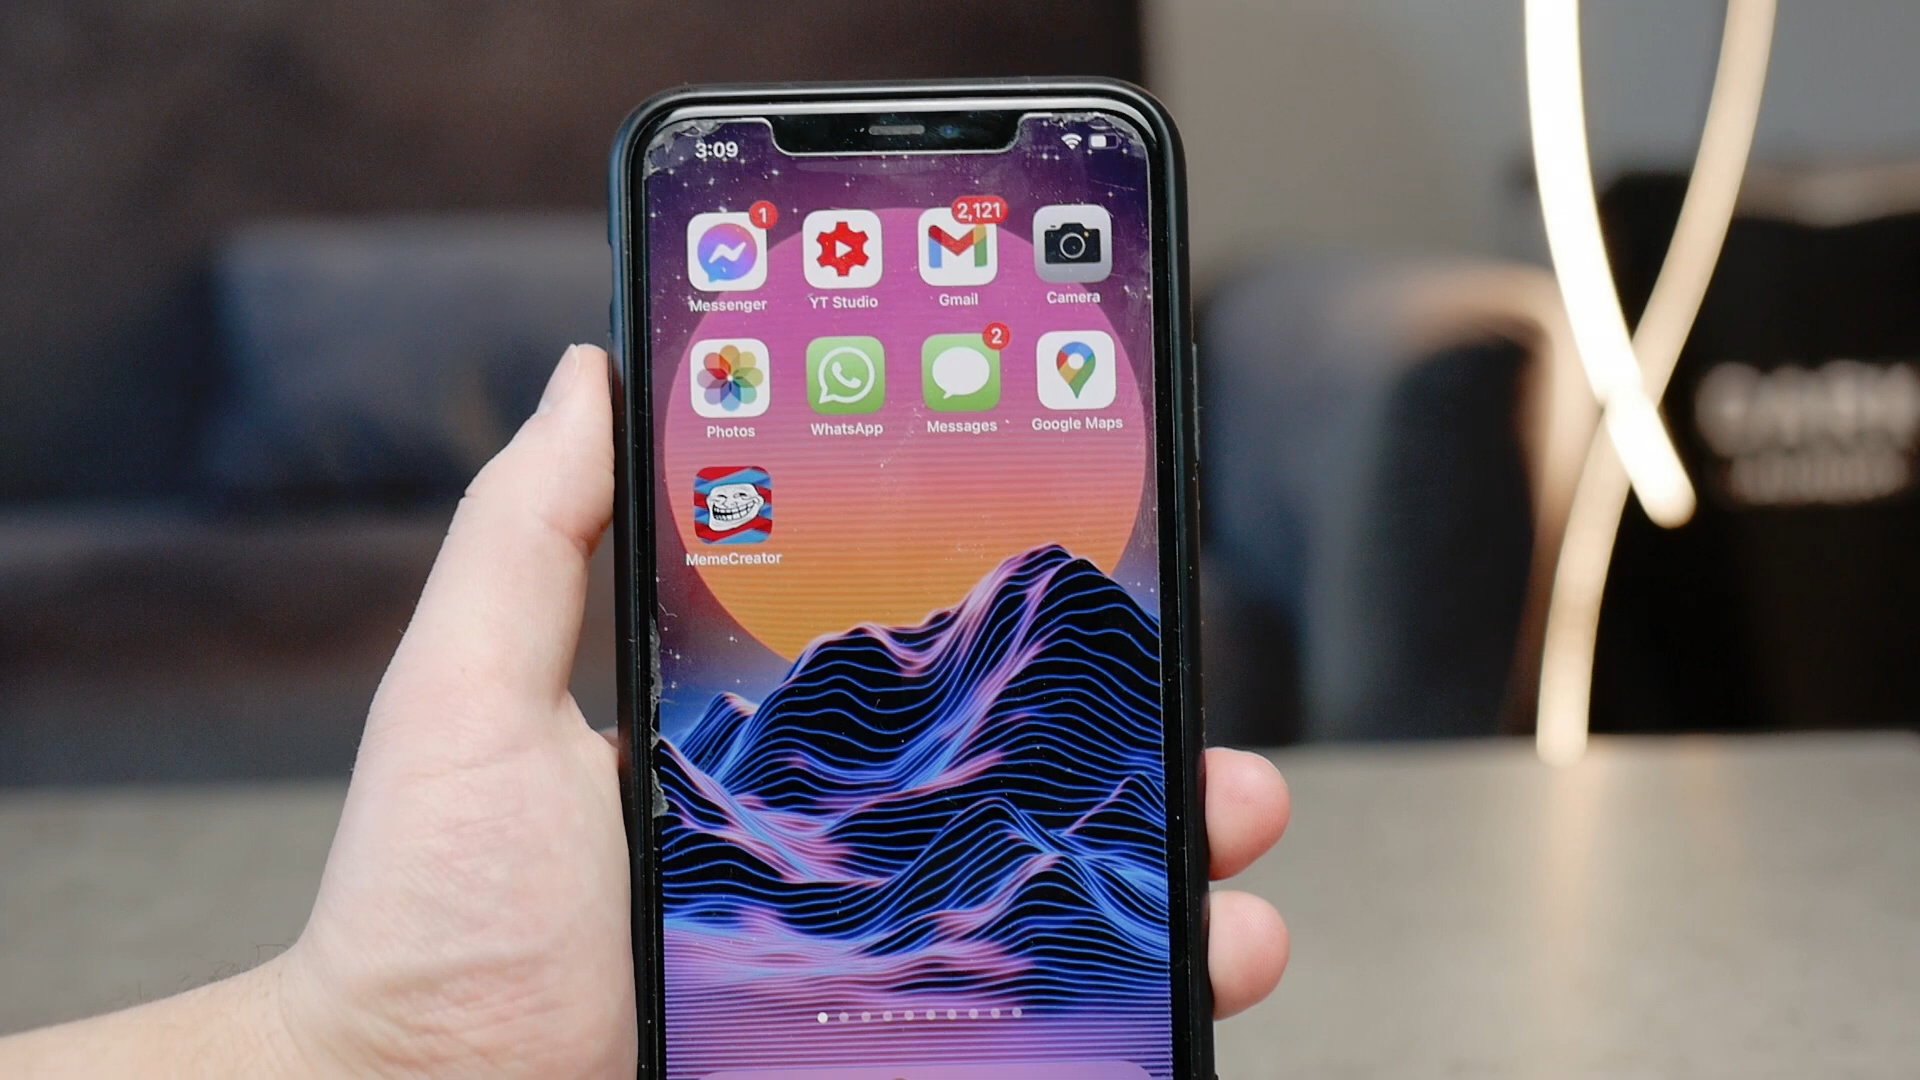 3:09
1
2,121
Messenger
YT Studio
Gmail
Camera
2
Photos
WhatsApp
Messages
Google Maps
MemeCreator